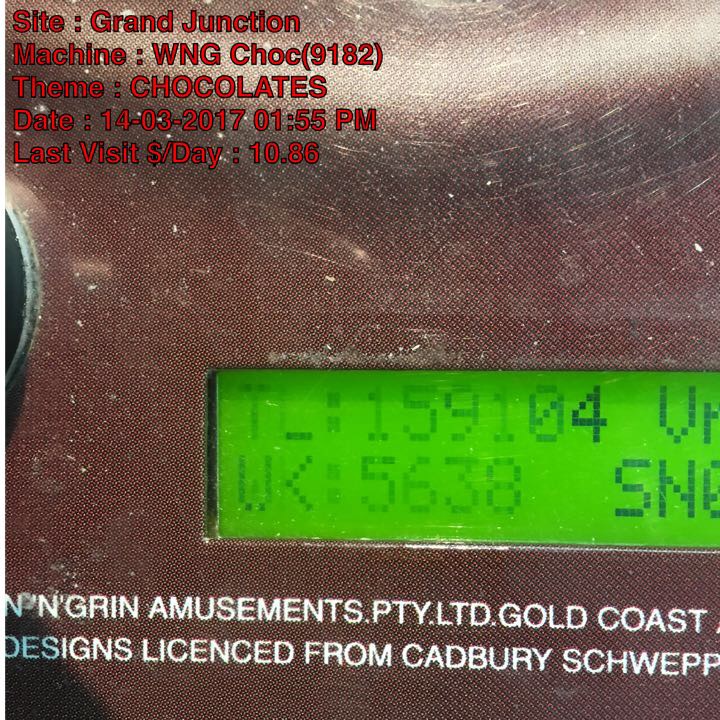 Site : Grand Junction
Machine : WNG Choc(9182)
Theme : CHOCOLATES
Date : 14-03-2017 01:55 PM
Last Visit $/Day : 10.86
TL:159104
WK:5638 SN
N'N'GRIN AMUSEMENTS.PTY.LTD.GOLD COAST
DESIGNS LICENCED FROM CADBURY SCHWEPP